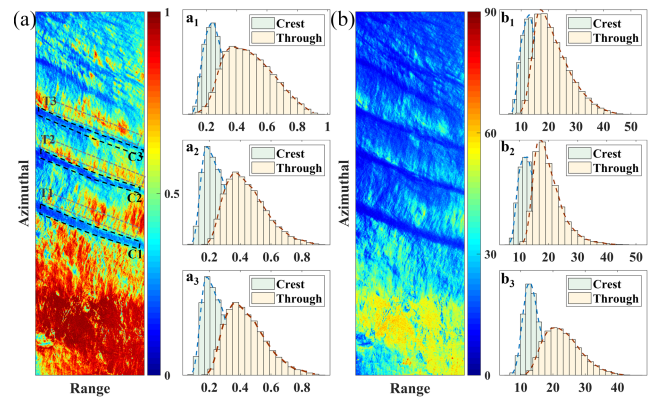 (a)
T3
T2
T1
C3
C2
C1
Azimuthal
Range
1
0.5
0
a1
Crest
Through
0.2 0.4 0.6 0.8 1
a2
Crest
Through
0.2 0.4 0.6 0.8
a3
Crest
Through
0.2 0.4 0.6 0.8
(b)
Azimuthal
Range
90
60
30
0
b1
Crest
Through
10 20 30 40 50
b2
Crest
Through
10 20 30 40 50
b3
Crest
Through
10 20 30 40